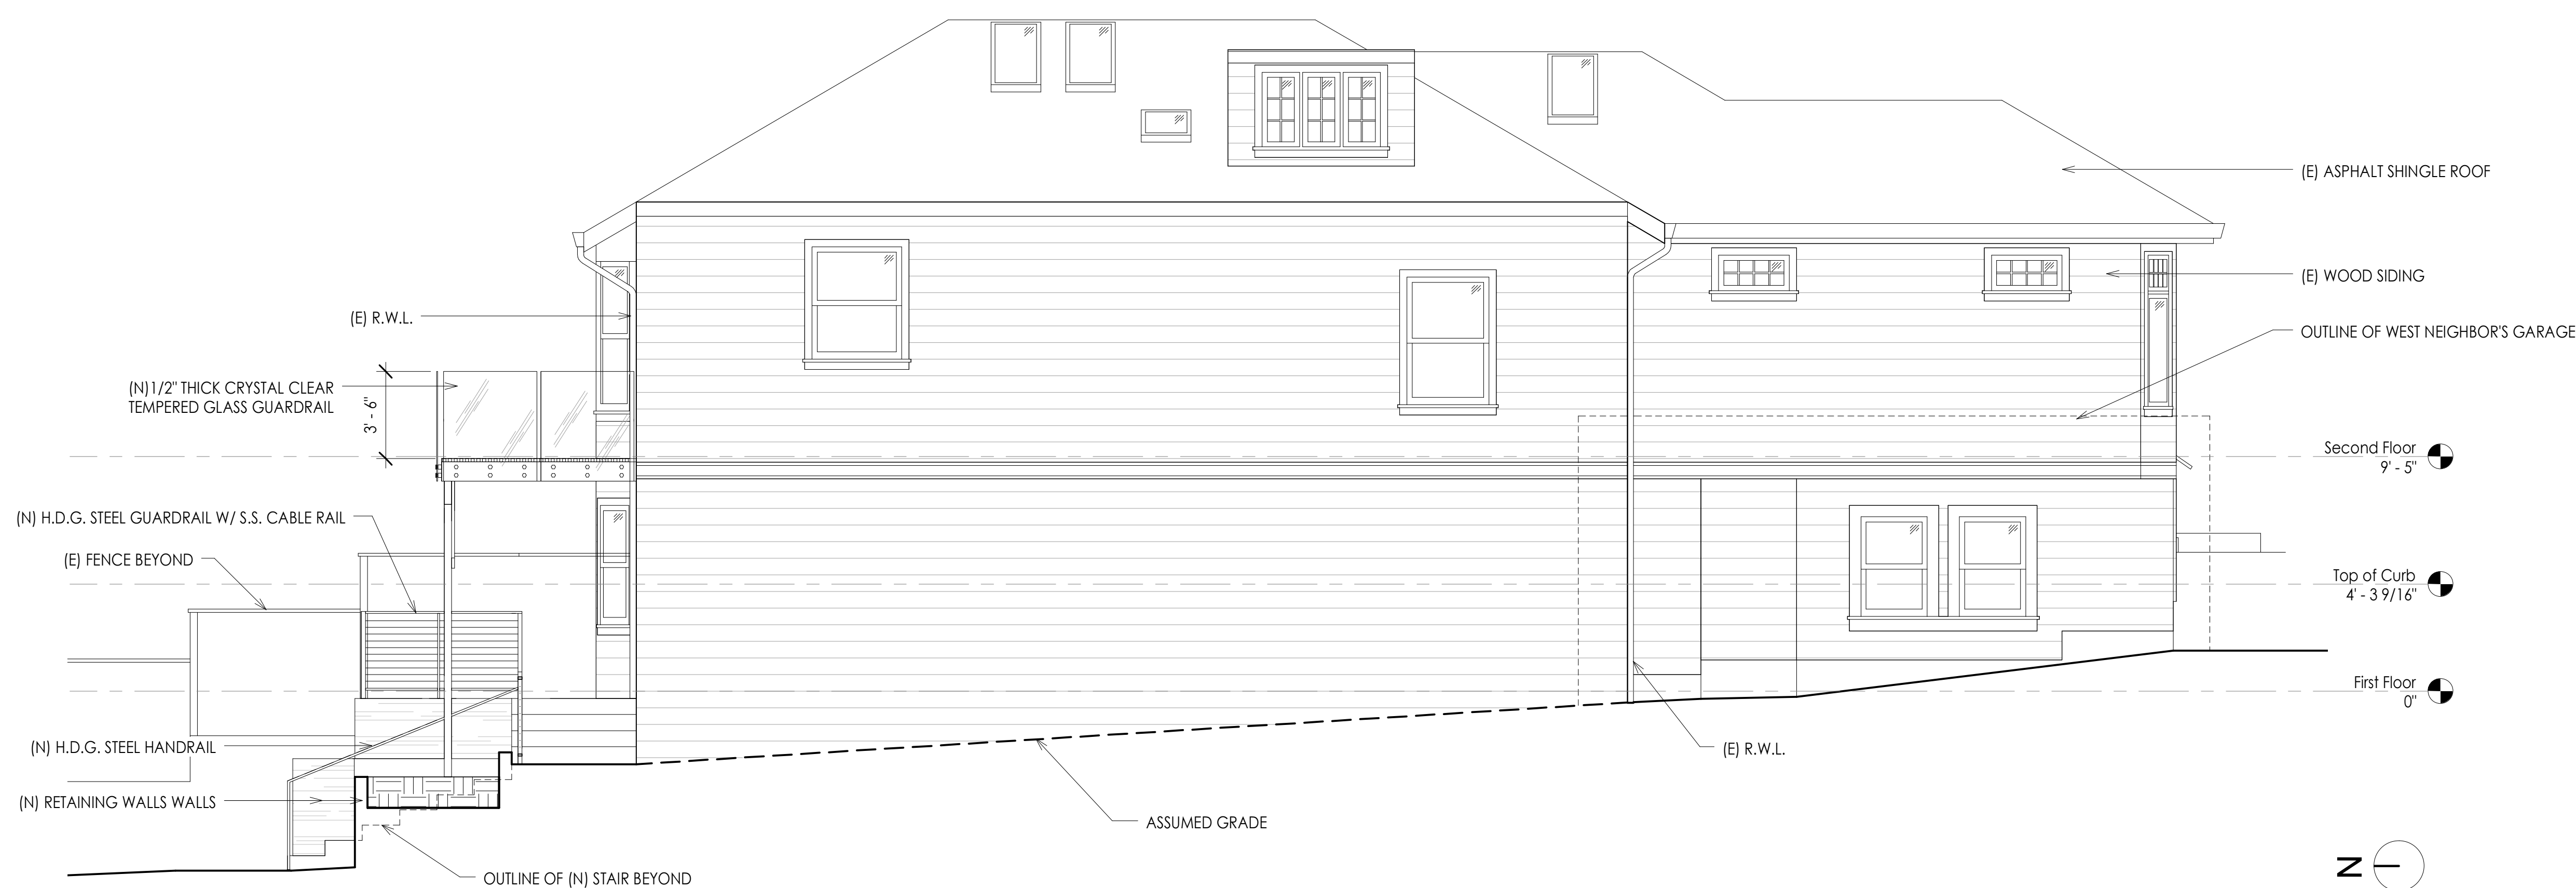 (E) ASPHALT SHINGLE ROOF
(E) WOOD SIDING
(E) R.W.L.
OUTLINE OF WEST NEIGHBOR'S GARAGE
(N)1/2" THICK CRYSTAL CLEAR
TEMPERED GLASS GUARDRAIL
3' - 6"
Second Floor
9' - 5"
(N) H.D.G. STEEL GUARDRAIL W/ S.S. CABLE RAIL
(E) FENCE BEYOND
Top of Curb
4' - 3 9/16"
First Floor
0"
(N) H.D.G. STEEL HANDRAIL
(E) R.W.L.
(N) RETAINING WALLS WALLS
ASSUMED GRADE
OUTLINE OF (N) STAIR BEYOND
N